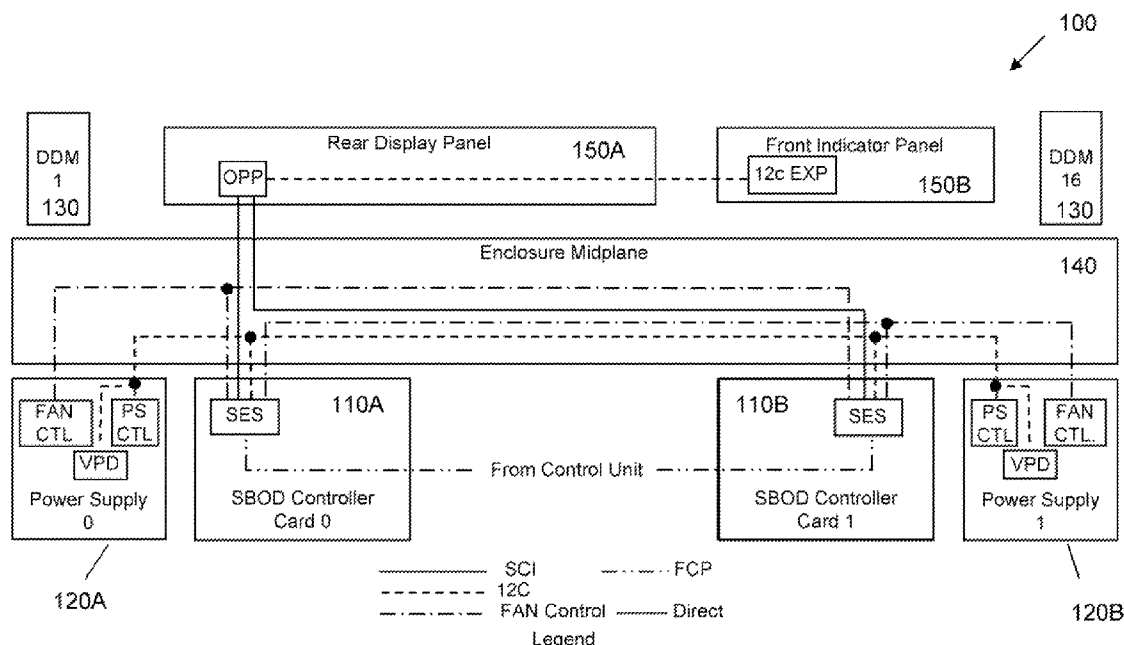 100
DDM
1
130
Rear Display Panel
150A
OPP
Front Indicator Panel
12c EXP
150B
DDM
16
130
Enclosure Midplane
140
FAN
CTL
PS
CTL
VPD
Power Supply
0
120A
SES
110A
SBOD Controller
Card 0
From Control Unit
110B
SES
SBOD Controller
Card 1
PS
CTL
FAN
CTL.
VPD
Power Supply
1
120B
SCI
FCP
12C
FAN Control
Direct
Legend